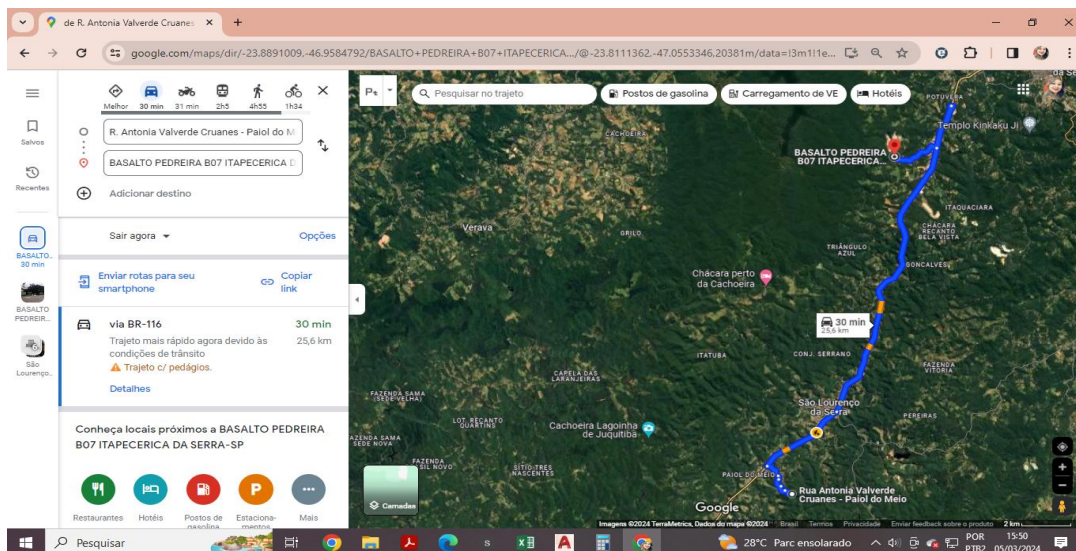 de R. Antonia Valverde Cruanes
google.com/maps/dir/-23.8891009,-46.9584792/BASALTO+PEDREIRA+B07+ITAPECERICA.../@-23.8111362,-47.0553346,20381m/data=!3m1!1e...
Salvos
Recentes
BASALTO...
30 min
BASALTO
PEDREIR...
São
Lourenço...
Melhor
30 min
31 min
2h5
4h55
1h34
R. Antonia Valverde Cruanes - Paiol do M
BASALTO PEDREIRA B07 ITAPECERICA D
Adicionar destino
Sair agora
Opções
Enviar rotas para seu
smartphone
Copiar
link
via BR-116
30 min
Trajeto mais rápido agora devido às
condições de trânsito
25,6 km
Trajeto c/ pedágios.
Detalhes
Conheça locais próximos a BASALTO PEDREIRA
B07 ITAPECERICA DA SERRA-SP
Restaurantes
Hotéis
Postos de
gasolina
Estaciona-
mentos
Mais
Pesquisar no trajeto
Postos de gasolina
Carregamento de VE
Hotéis
POTUVERA
Templo Kinkaku Ji
CACHOEIRA
BASALTO PEDREIRA
B07 ITAPECERICA...
ITAQUACIARA
Verava
GRILO
CHÁCARA
RECANTO
BELA VISTA
TRIÂNGULO
AZUL
GONCALVES
Chácara perto
da Cachoeira
30 min
25,6 km
ITATUBA
CONJ. SERRANO
FAZENDA
VITÓRIA
CAPELA DAS
LARANJEIRAS
FAZENDA SAMA
(SEDE VELHA)
São Lourenço
da Serra
PEREIRAS
LOT. RECANTO
QUARTINS
Cachoeira Lagoinha
de Juquitiba
AZENDA SAMA
SEDE NOVA
FAZENDA
SIL NOVO
SÍTIO TRÊS
NASCENTES
PAIOL DO MEIO
Rua Antonia Valverde
Cruanes - Paiol do Meio
Camadas
Google
Imagens ©2024 TerraMetrics, Dados do mapa ©2024
Brasil
Termos
Privacidade
Enviar feedback sobre o produto
2 km
Pesquisar
28°C Parc ensolarado
POR
PTB2
15:50
05/03/2024